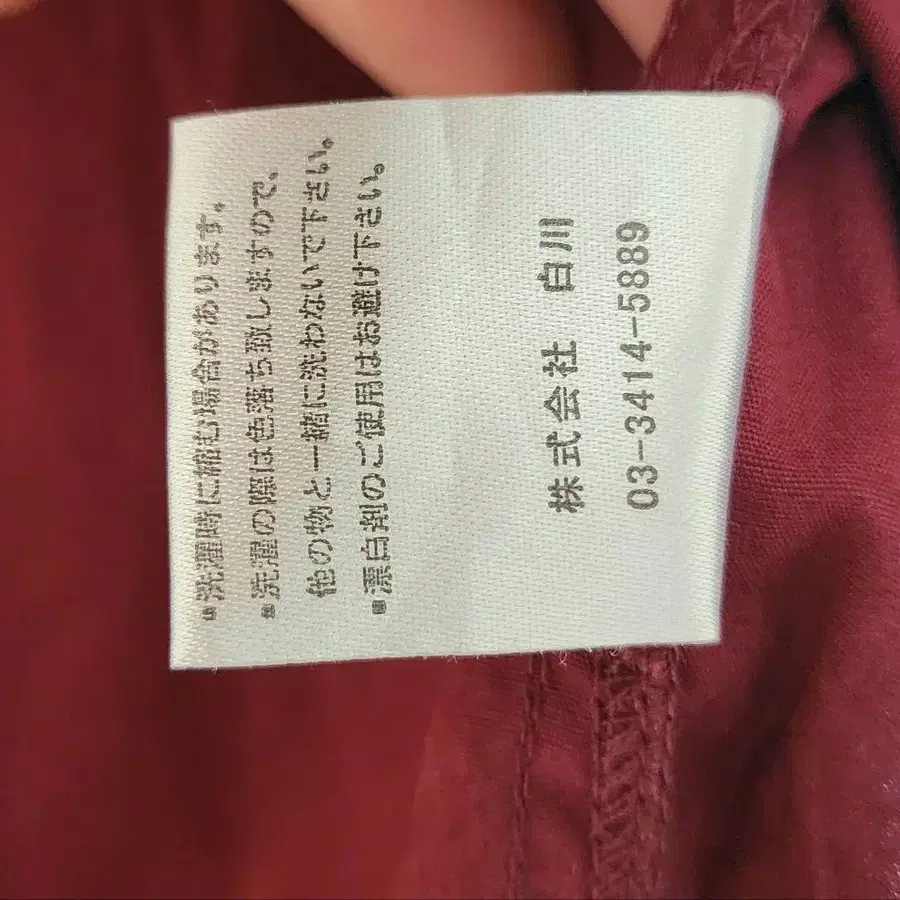 •洗濯時に縮む場合があります。
•洗濯の際は色落ち致しますので、
他の物と一緒に洗わないで下さい。
•漂白剤のご使用はお避け下さい。
株式会社 白川
03-3414-5889